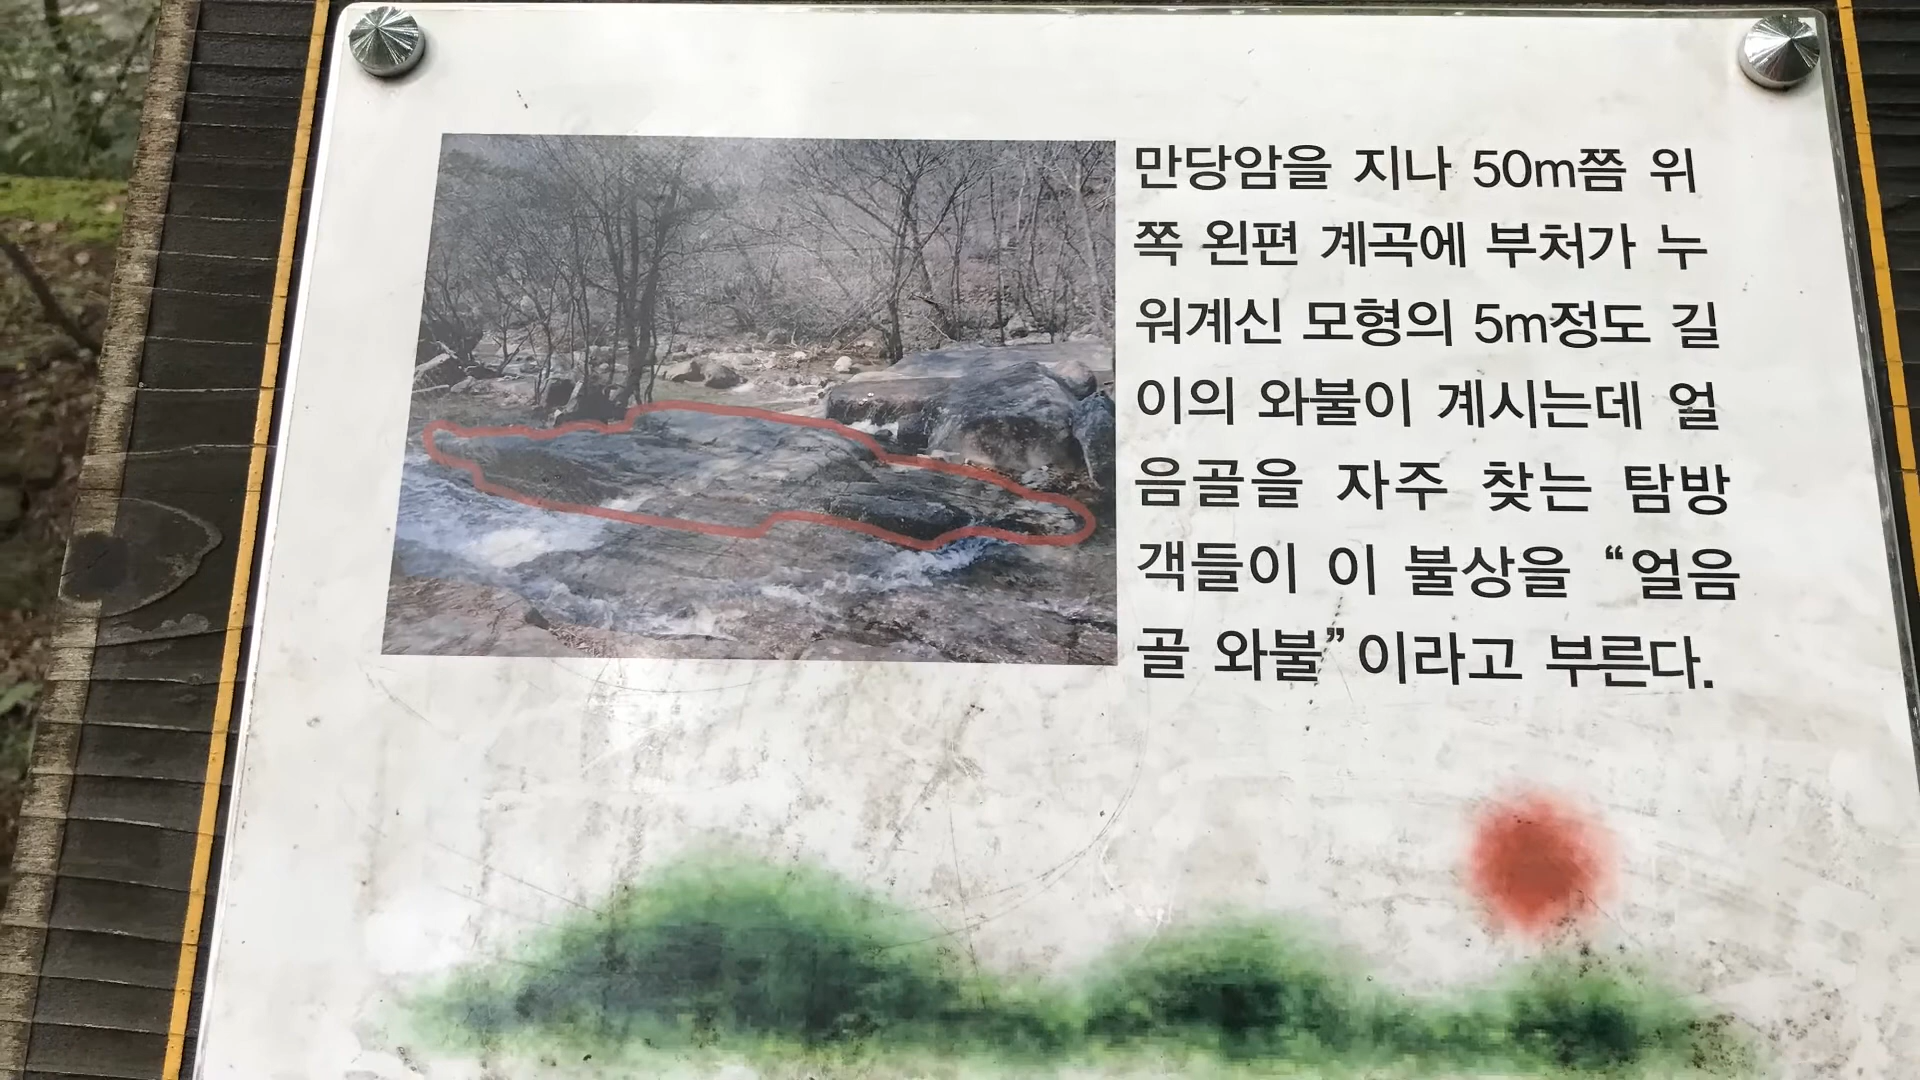 만당암을 지나 50m쯤 위
쪽 왼편 계곡에 부처가 누
워계신 모형의 5m정도 길
이의 와불이 계시는데 얼
음골을 자주 찾는 탐방
객들이 이 불상을 “얼음
골 와불”이라고 부른다.